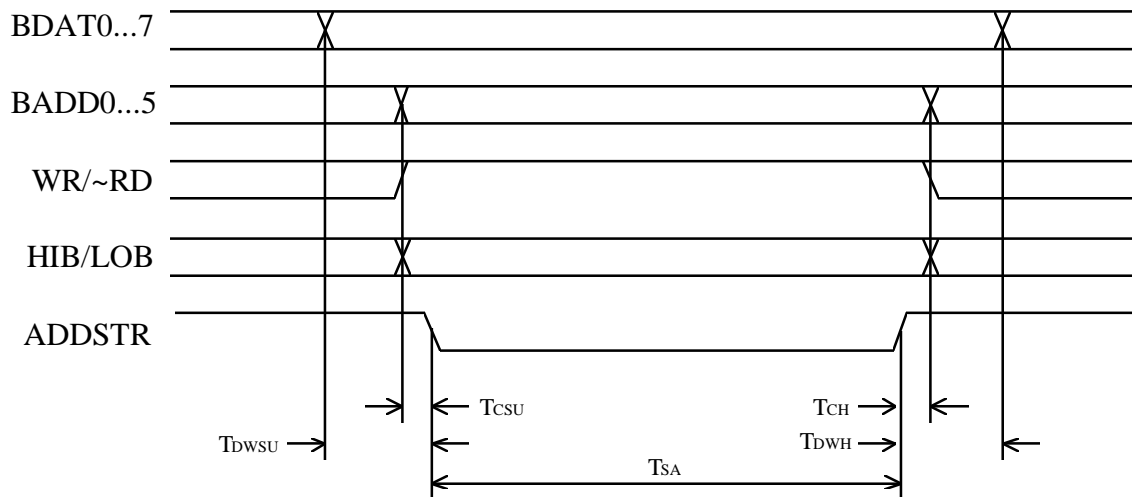 BDAT0...7
BADD0...5
WR/~RD
HIB/LOB
ADDSTR
TCSU
TCH
TDWSU
TDWH
TSA